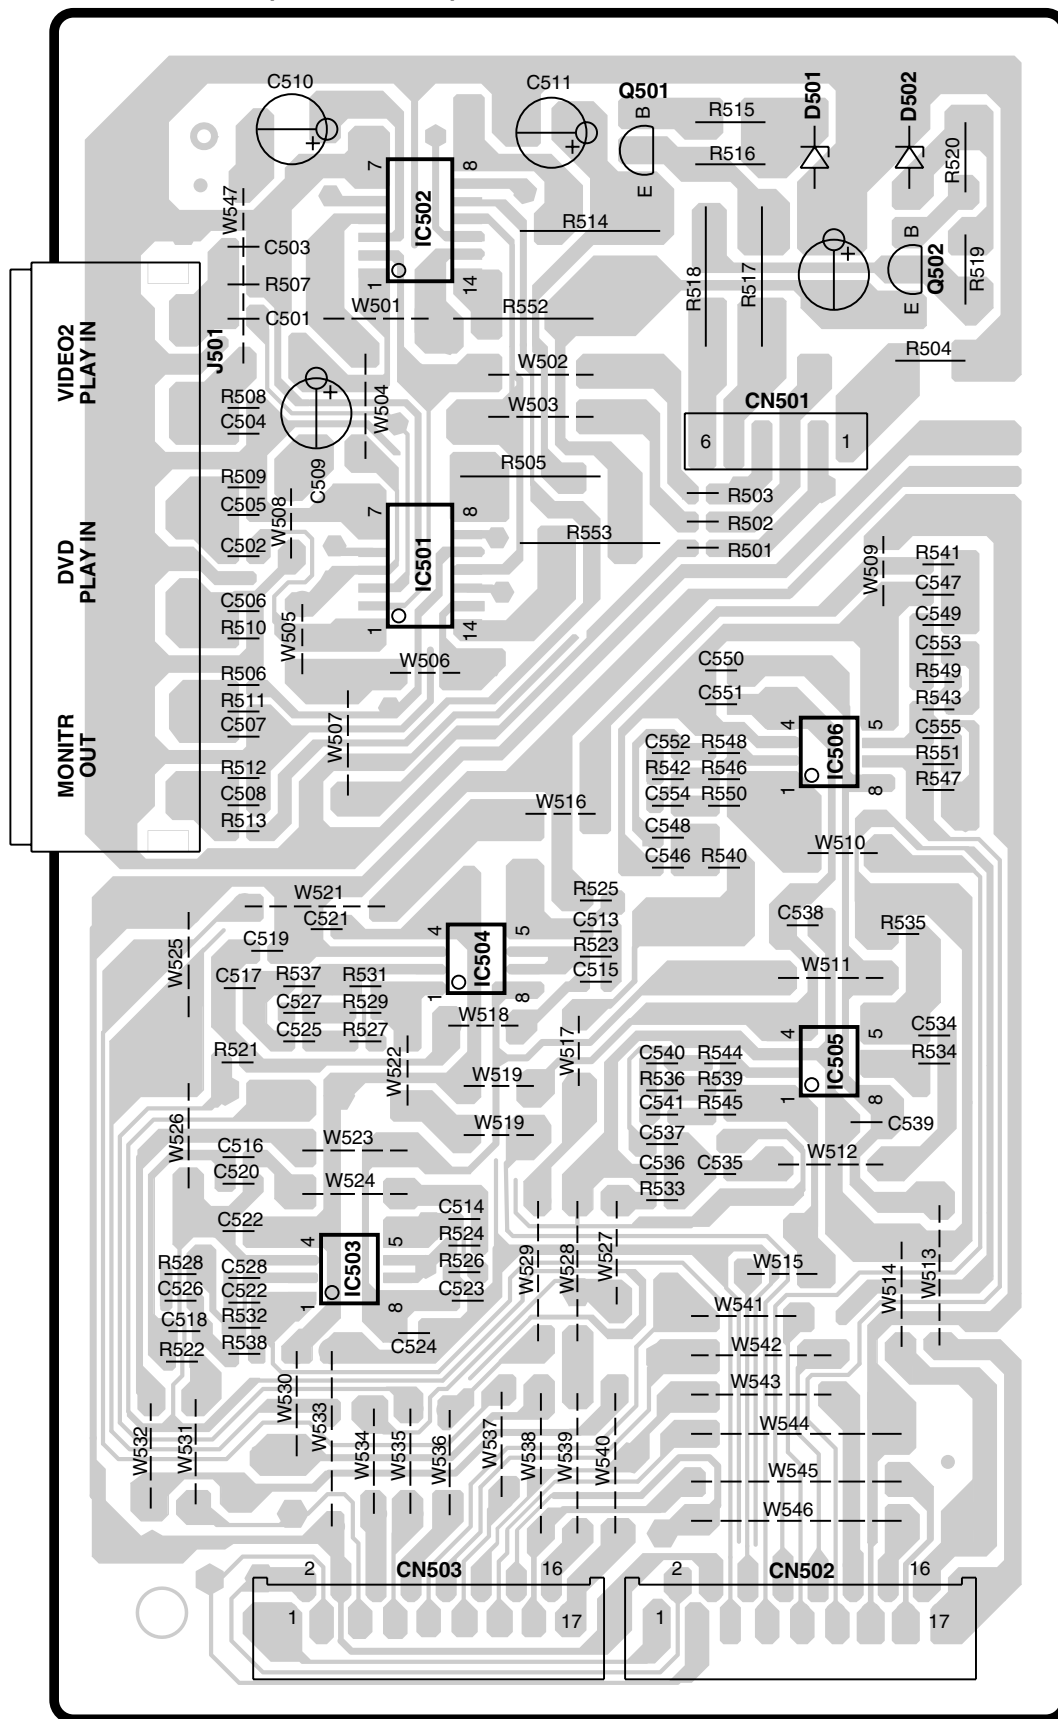 C510
C511
Q501
B
E
D501
D502
R515
R516
R520
7
8
IC502
1
14
W547
C503
R507
C501
J501
R514
R518
R517
B
E
Q502
R519
W501
R552
R504
VIDEO2
PLAY IN
W502
W503
W504
R508
C504
C509
CN501
6
1
R505
R509
C505
W508
C502
R503
R502
R501
7
8
IC501
1
14
R553
DVD
PLAY IN
W509
R541
C547
C549
C553
R549
R543
C555
R551
R547
C506
R510
W505
W506
R506
R511
C507
W507
C550
C551
4
5
IC506
1
8
MONITR
OUT
C552
R548
R542
R546
C554
R550
C548
C546
R540
R512
C508
R513
W516
W510
W521
C521
R525
C513
R523
C515
C538
R535
W525
C519
C517
4
5
IC504
1
8
R537
R531
C527
R529
C525
R527
W511
W518
W517
R521
W522
4
5
IC505
1
8
C534
R534
C540
R544
R536
R539
C541
R545
C537
C536
C535
R533
C539
W519
W519
W526
C516
C520
W523
W524
W512
C522
C514
R524
R526
C523
4
5
IC503
1
8
W529
W528
W527
W515
W514
W513
R528
C526
C528
C522
C518
R532
R522
R538
C524
W541
W542
W543
W544
W545
W546
W530
W533
W532
W531
W534
W535
W536
W537
W538
W539
W540
2
CN503
16
1
17
2
CN502
16
1
17